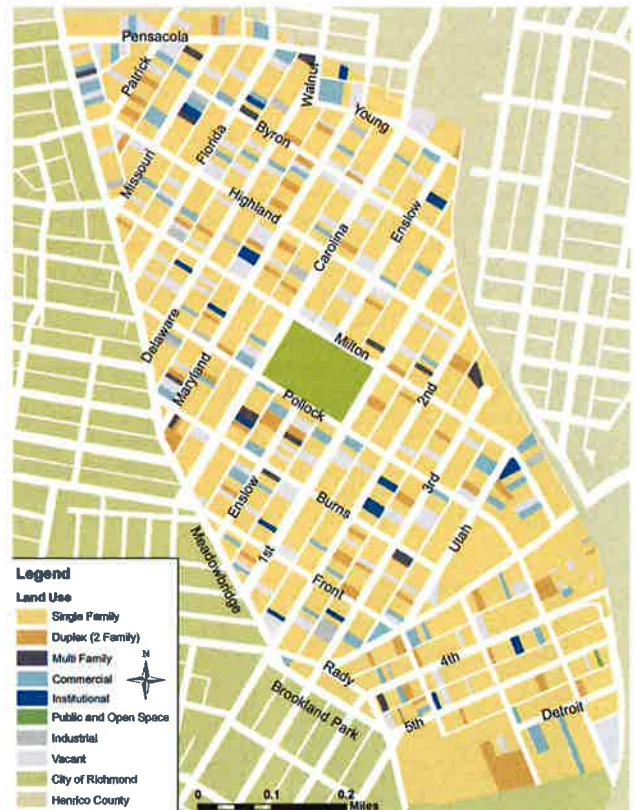 Pensacola
Patrick
Walnut
Young
Byron
Florida
Missouri
Highland
Enslow
Carolina
Milton
Delaware
Maryland
2nd
Pollock
3rd
Enslow
Burns
Utah
1st
Meadowbridge
Front
Rady
4th
Brookland Park
5th
Detroit
Legend
Land Use
Single Family
Duplex (2 Family)
Multi Family
N
Commercial
Institutional
Public and Open Space
Industrial
Vacant
City of Richmond
Henrico County
0 0.1 0.2
Miles